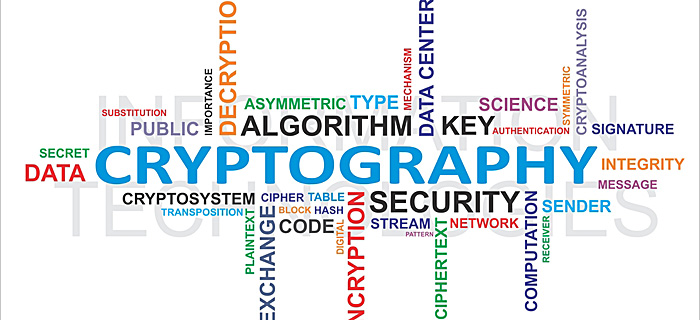 DECRYPTIO
DATA CENTER
CRYPTOANALYSIS
MECHANISM
SYMMETRIC
IMPORTANCE
ASYMMETRIC TYPE
SCIENCE
SUBSTITUTION
PUBLIC
ALGORITHM KEY
AUTHENTICATION
SIGNATURE
INFORMATION
SECRET
DATA
CRYPTOGRAPHY
INTEGRITY
MESSAGE
TECHNOLOGIES
CRYPTOSYSTEM CIPHER TABLE
SECURITY
TRANSPOSITION BLOCK HASH
SENDER
CODE
STREAM NETWORK
PATTERN
PLAINTEXT
EXCHANGE
DIGITAL
NCRYPTION
CIPHERTEXT
COMPUTATION
RECEIVER